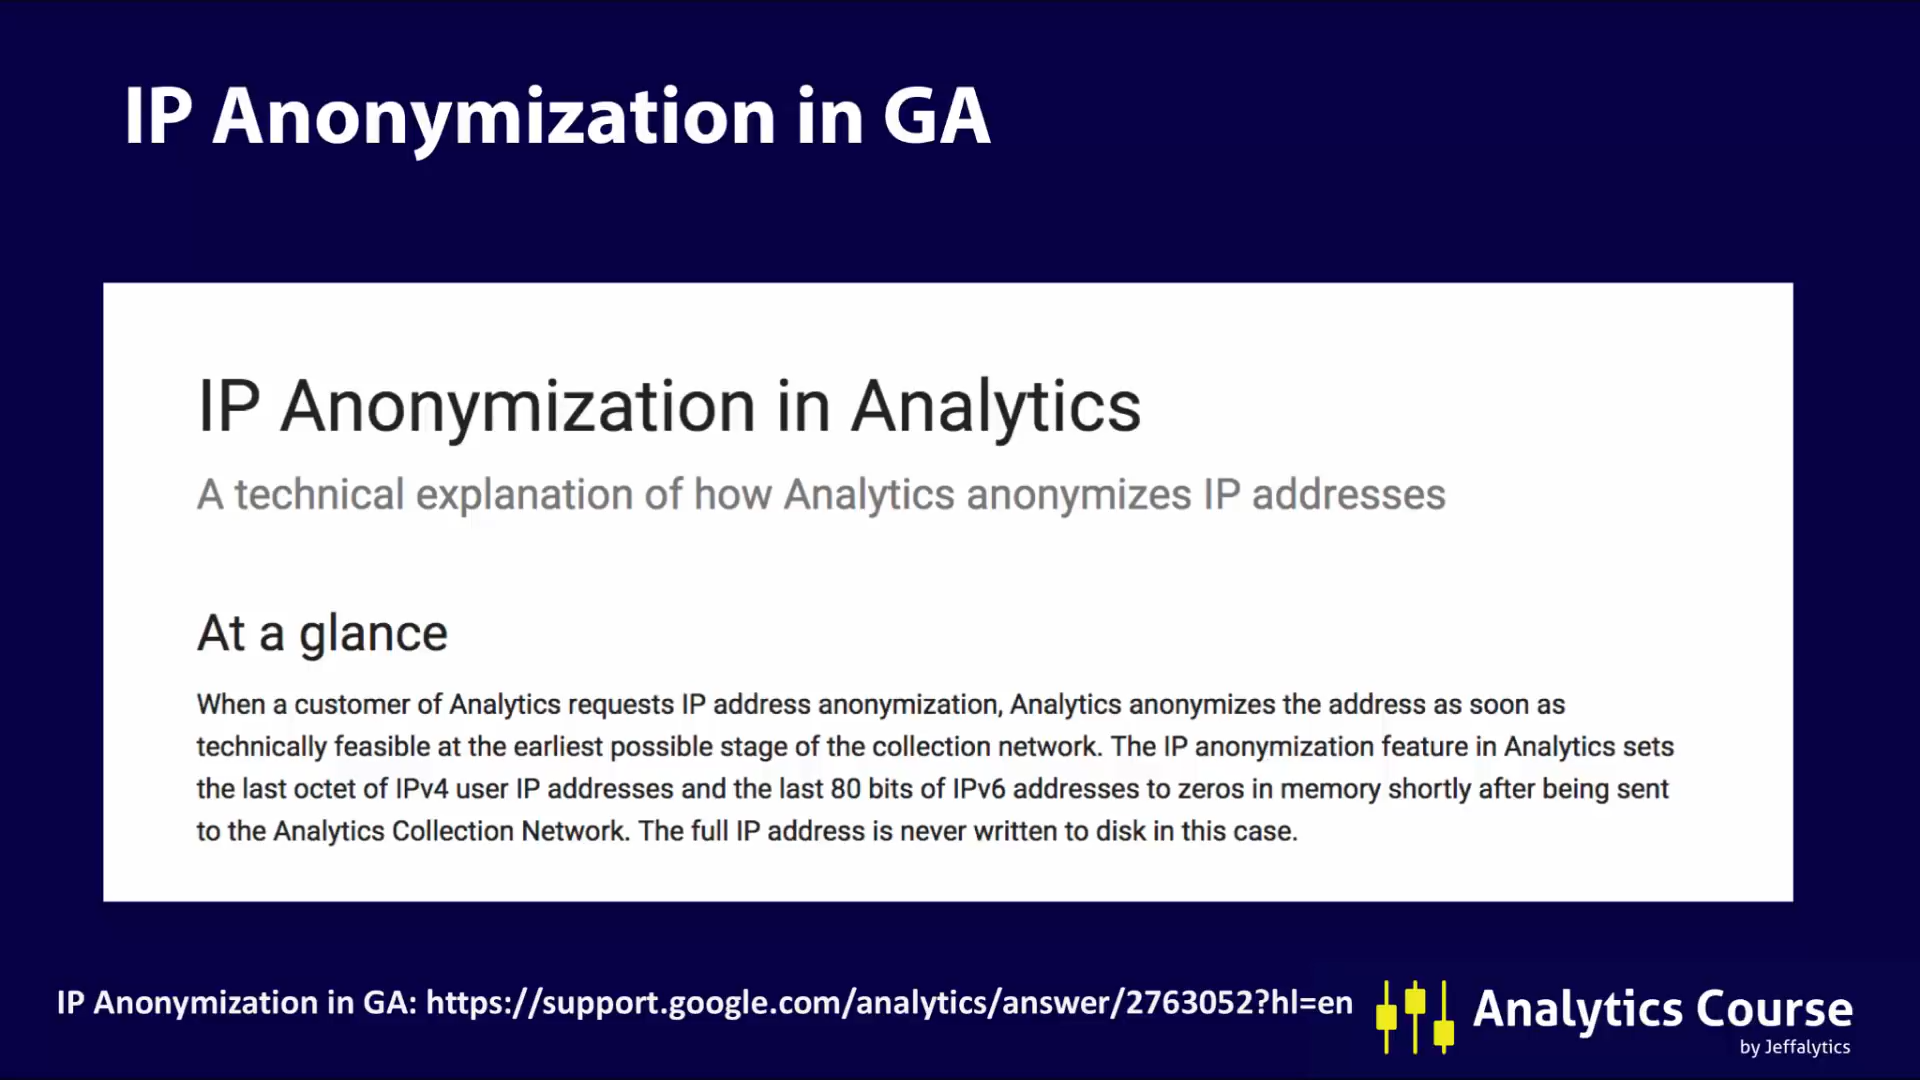 IP Anonymization in GA
IP Anonymization in Analytics
A technical explanation of how Analytics anonymizes IP addresses
At a glance
When a customer of Analytics requests IP address anonymization, Analytics anonymizes the address as soon as
technically feasible at the earliest possible stage of the collection network. The IP anonymization feature in Analytics sets
the last octet of IPv4 user IP addresses and the last 80 bits of IPv6 addresses to zeros in memory shortly after being sent
to the Analytics Collection Network. The full IP address is never written to disk in this case.
IP Anonymization in GA: https://support.google.com/analytics/answer/2763052?hl=en
Analytics Course
by Jeffalytics